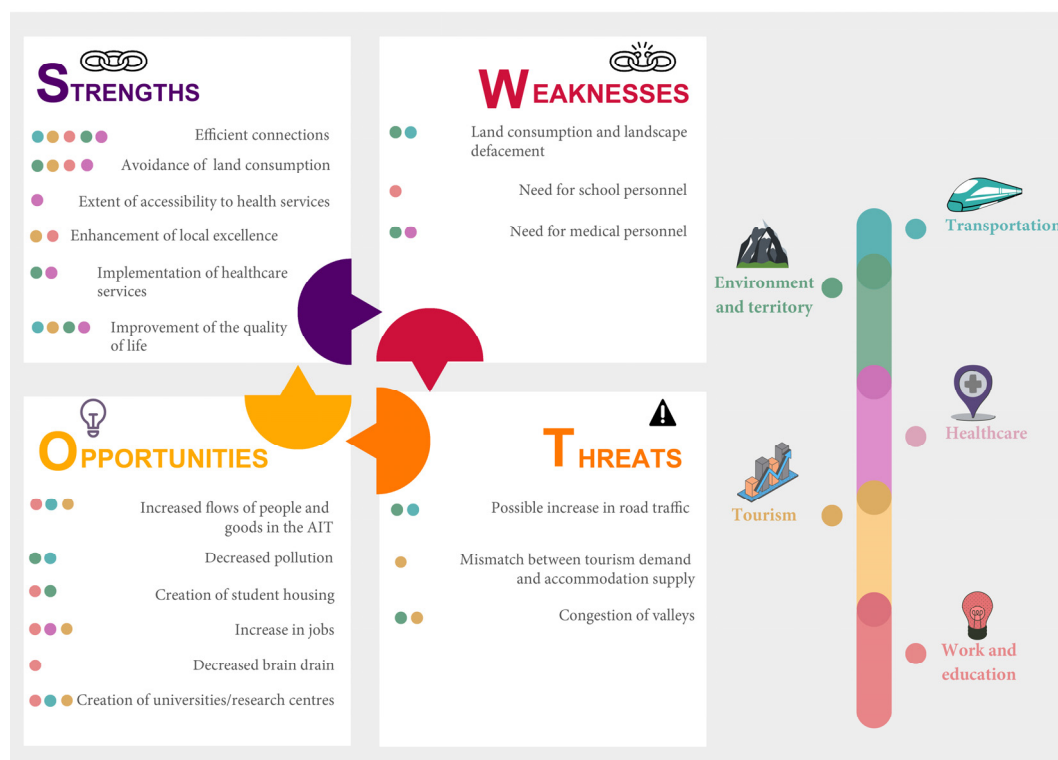 STRENGTHS
Efficient connections
Avoidance of land consumption
Extent of accessibility to health services
Enhancement of local excellence
Implementation of healthcare
services
Improvement of the quality
of life
WEAKNESSES
Land consumption and landscape
defacement
Need for school personnel
Need for medical personnel
OPPORTUNITIES
Increased flows of people and
goods in the AIT
Decreased pollution
Creation of student housing
Increase in jobs
Decreased brain drain
Creation of universities/research centres
THREATS
Possible increase in road traffic
Mismatch between tourism demand
and accommodation supply
Congestion of valleys
Transportation
Environment
and territory
Healthcare
Tourism
Work and
education